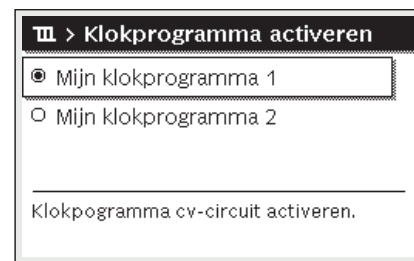 > Klokprogramma activeren
Mijn klokprogramma 1
Mijn klokprogramma 2
Klokpogramma cv-circuit activeren.